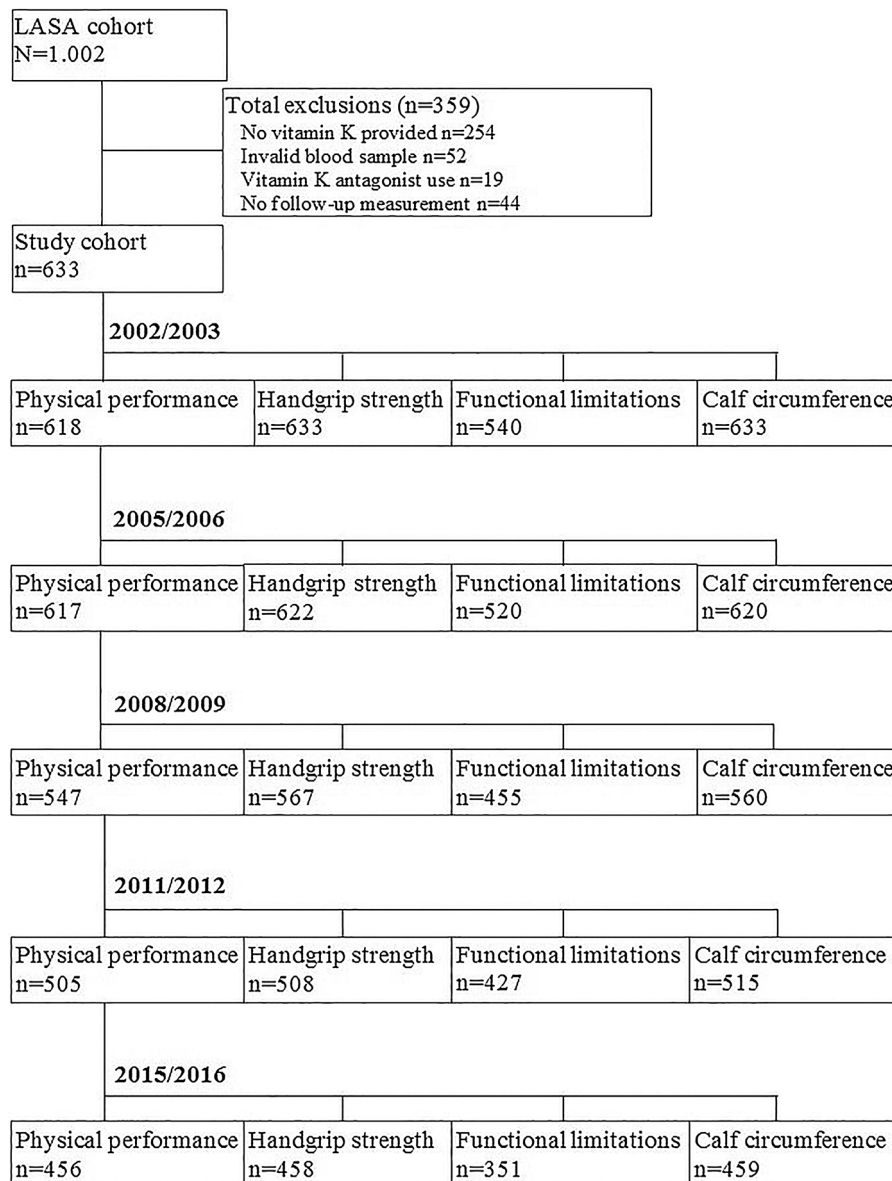 LASA cohort
N=1.002
Total exclusions (n=359)
No vitamin K provided n=254
Invalid blood sample n=52
Vitamin K antagonist use n=19
No follow-up measurement n=44
Study cohort
n=633
2002/2003
Physical performance
n=618
Handgrip strength
n=633
Functional limitations
n=540
Calf circumference
n=633
2005/2006
Physical performance
n=617
Handgrip strength
n=622
Functional limitations
n=520
Calf circumference
n=620
2008/2009
Physical performance
n=547
Handgrip strength
n=567
Functional limitations
n=455
Calf circumference
n=560
2011/2012
Physical performance
n=505
Handgrip strength
n=508
Functional limitations
n=427
Calf circumference
n=515
2015/2016
Physical performance
n=456
Handgrip strength
n=458
Functional limitations
n=351
Calf circumference
n=459